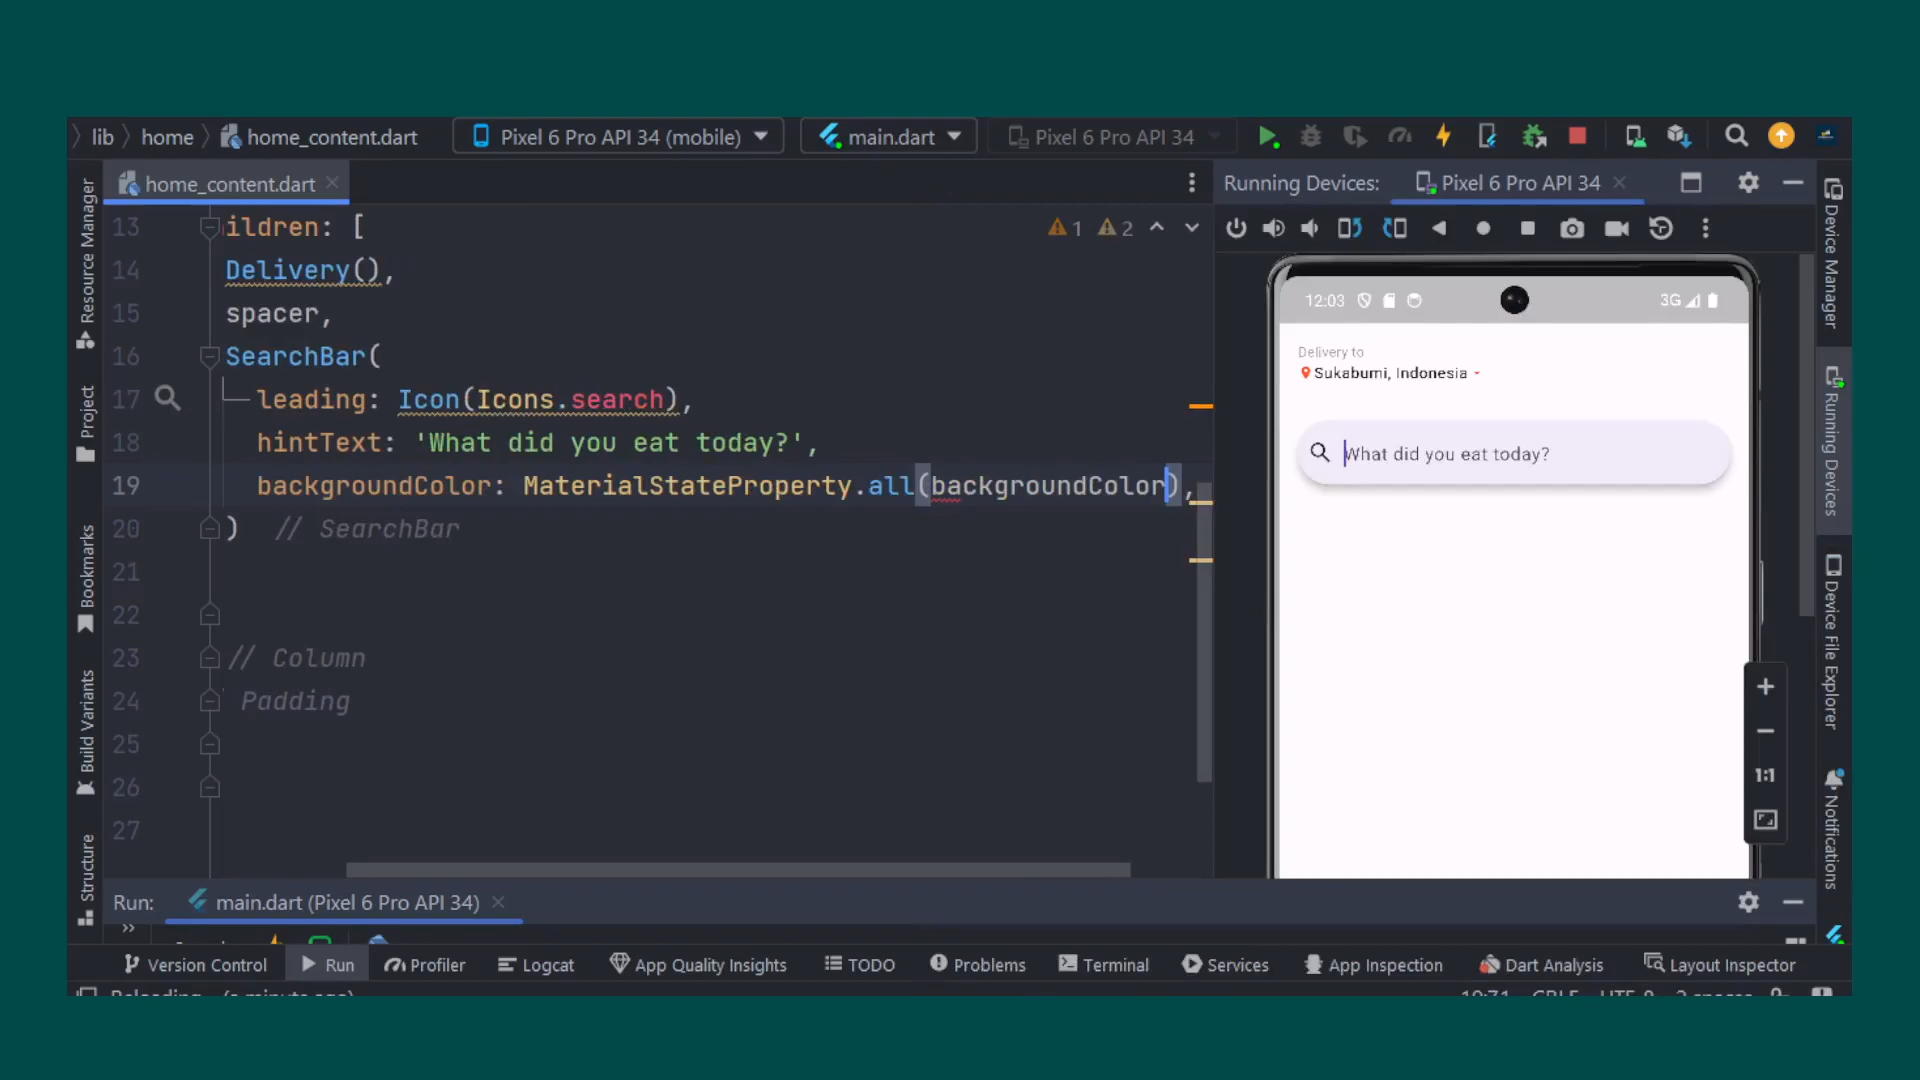 lib home home_content.dart Pixel 6 Pro API 34 (mobile) main.dart Pixel 6 Pro API 34
home_content.dart
Running Devices: Pixel 6 Pro API 34
13 ildren: [
1 2
14 Delivery(),
15 spacer,
16 SearchBar(
17 leading: Icon(Icons.search),
18 hintText: 'What did you eat today?',
19 backgroundColor: MaterialStateProperty.all(backgroundColor),
20 ) // SearchBar
21
22
23 // Column
24 Padding
25
26
27
Resource Manager
Project
Bookmarks
Build Variants
Structure
12:03
3G
Delivery to
Sukabumi, Indonesia
What did you eat today?
1:1
Device Manager
Running Devices
Device File Explorer
Notifications
Run: main.dart (Pixel 6 Pro API 34)
Version Control Run Profiler Logcat App Quality Insights TODO Problems Terminal Services App Inspection Dart Analysis Layout Inspector